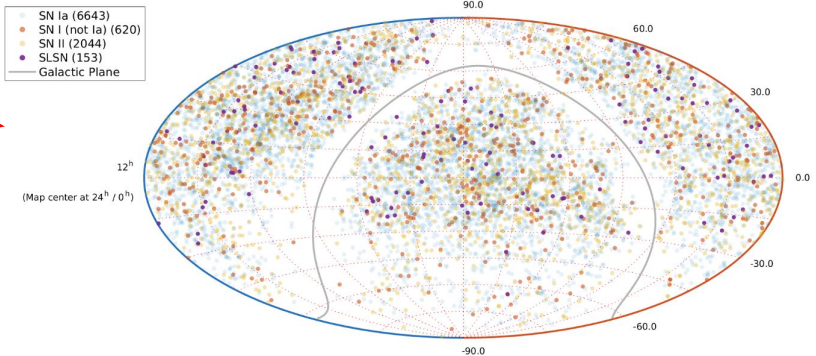 SN Ia (6643)
SN I (not Ia) (620)
SN II (2044)
SLSN (153)
Galactic Plane
90.0
60.0
30.0
12ʰ
0.0
(Map center at 24ʰ / 0ʰ)
-30.0
-60.0
-90.0